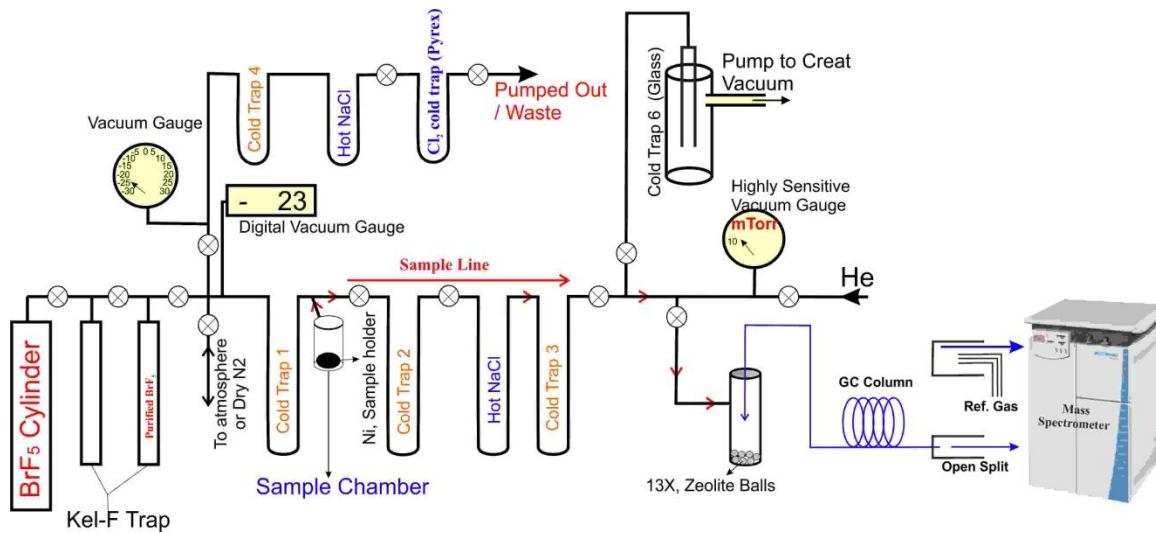 Vacuum Gauge
-5 0 5
-10 10
-15 15
-20 20
-25 25
-30 30
Cold Trap 4
Hot NaCl
Cl₂ cold trap (Pyrex)
Pumped Out
/ Waste
- 23
Digital Vacuum Gauge
Cold Trap 6 (Glass)
Pump to Creat
Vacuum
Highly Sensitive
Vacuum Gauge
mTorr
10
He
Sample Line
BrF₅ Cylinder
Purified BrF₅
Kel-F Trap
To atmosphere
or Dry N2
Cold Trap 1
Ni, Sample holder
Sample Chamber
Cold Trap 2
Hot NaCl
Cold Trap 3
13X, Zeolite Balls
GC Column
Ref. Gas
Open Split
Mass
Spectrometer